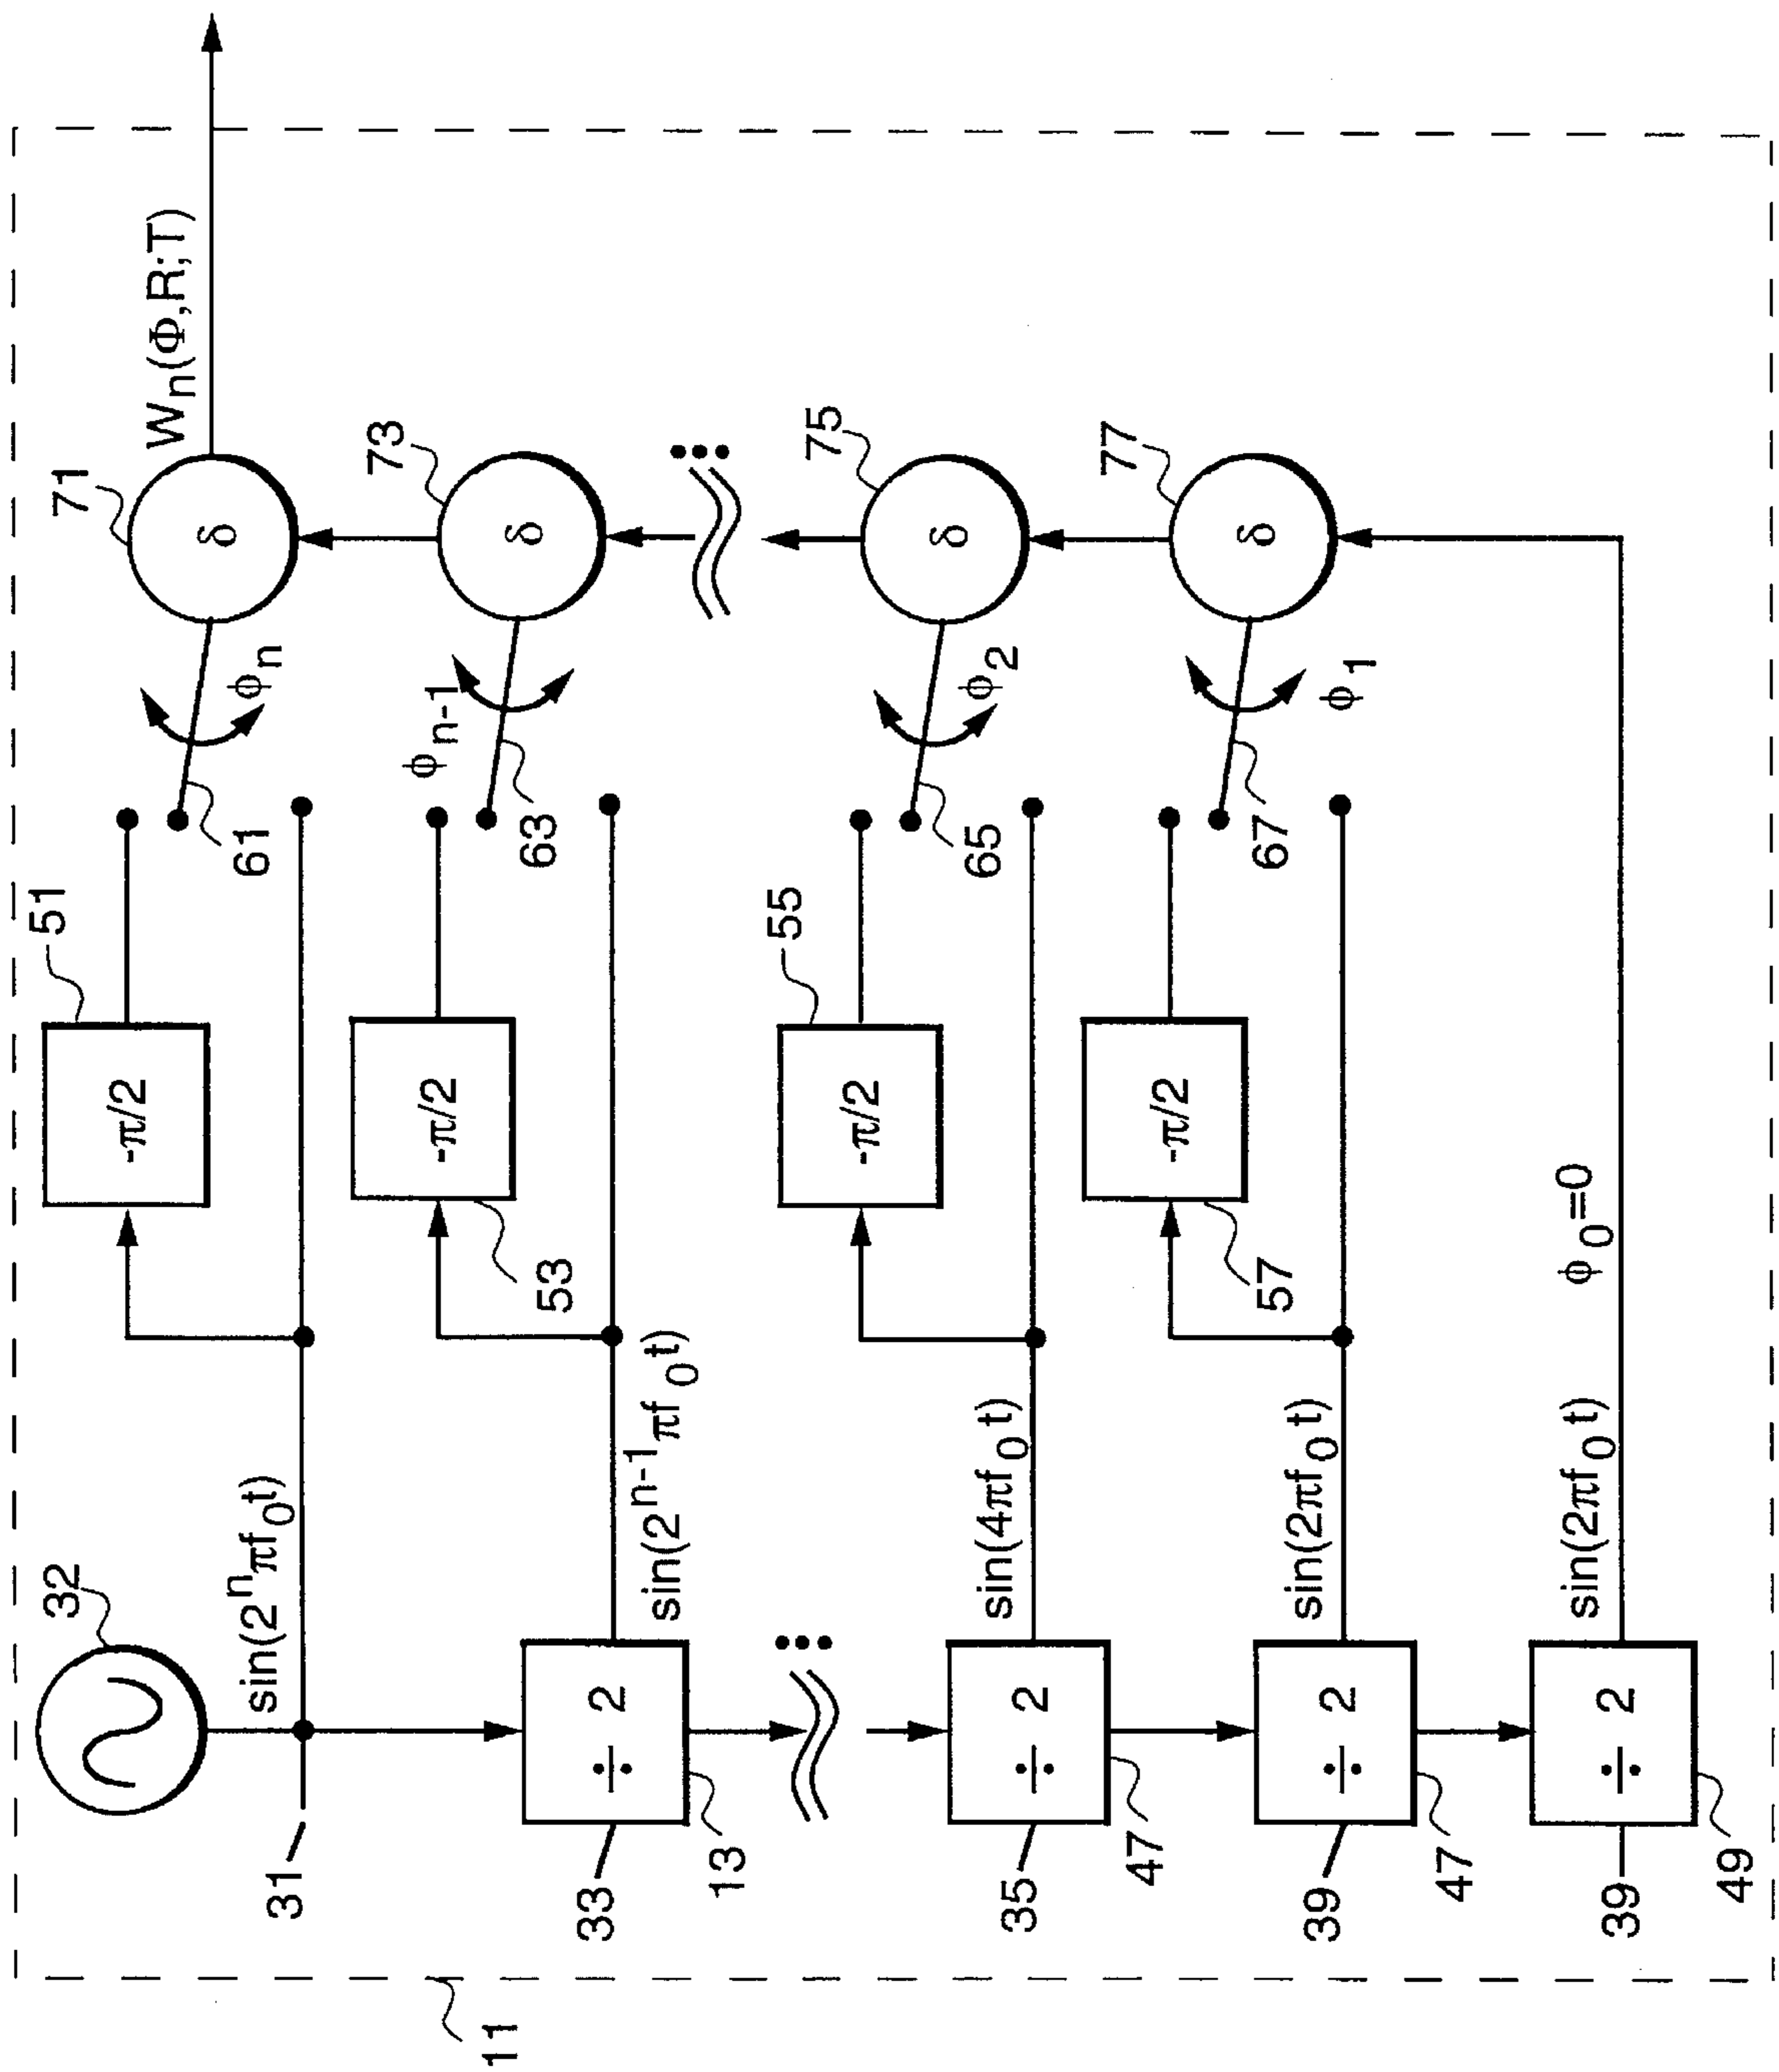 11
32
31
sin(2ⁿπf₀t)
51
-π/2
61
ϕₙ
71
δ
Wₙ(Φ,R;T)
33
÷ 2
13
sin(2ⁿ⁻¹πf₀t)
53
-π/2
63
ϕₙ₋₁
73
δ
35
÷ 2
47
sin(4πf₀t)
55
-π/2
65
ϕ₂
75
δ
39
÷ 2
47
sin(2πf₀t)
57
-π/2
67
ϕ₁
77
δ
39
÷ 2
49
sin(2πf₀t)
ϕ₀=0